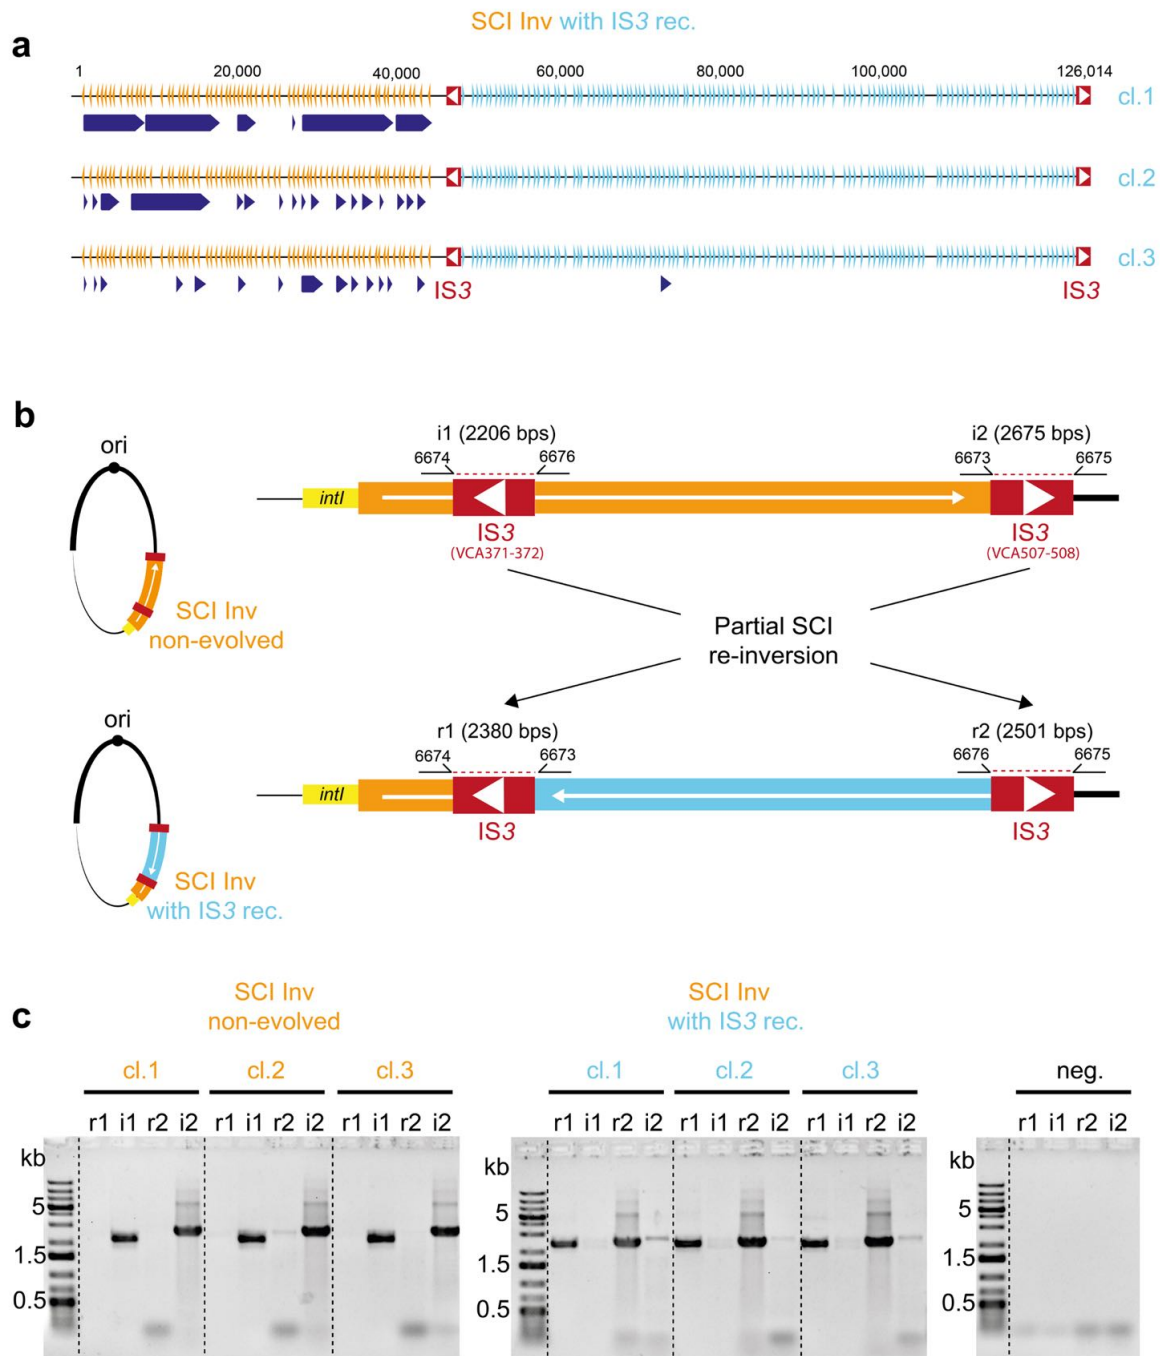 SCI Inv with IS3 rec.
a
1 20,000 40,000 60,000 80,000 100,000 126,014
cl.1
cl.2
cl.3
IS3 IS3
b
ori
i1 (2206 bps) i2 (2675 bps)
6674 6676 6673 6675
intI
IS3 IS3
(VCA371-372) (VCA507-508)
SCI Inv
non-evolved
Partial SCI
re-inversion
ori
r1 (2380 bps) r2 (2501 bps)
6674 6673 6676 6675
intI
IS3 IS3
SCI Inv
with IS3 rec.
c
SCI Inv
non-evolved
SCI Inv
with IS3 rec.
cl.1 cl.2 cl.3 cl.1 cl.2 cl.3 neg.
r1 i1 r2 i2 r1 i1 r2 i2 r1 i1 r2 i2 r1 i1 r2 i2 r1 i1 r2 i2 r1 i1 r2 i2 r1 i1 r2 i2
kb kb kb
5 5 5
1.5 1.5 1.5
0.5 0.5 0.5